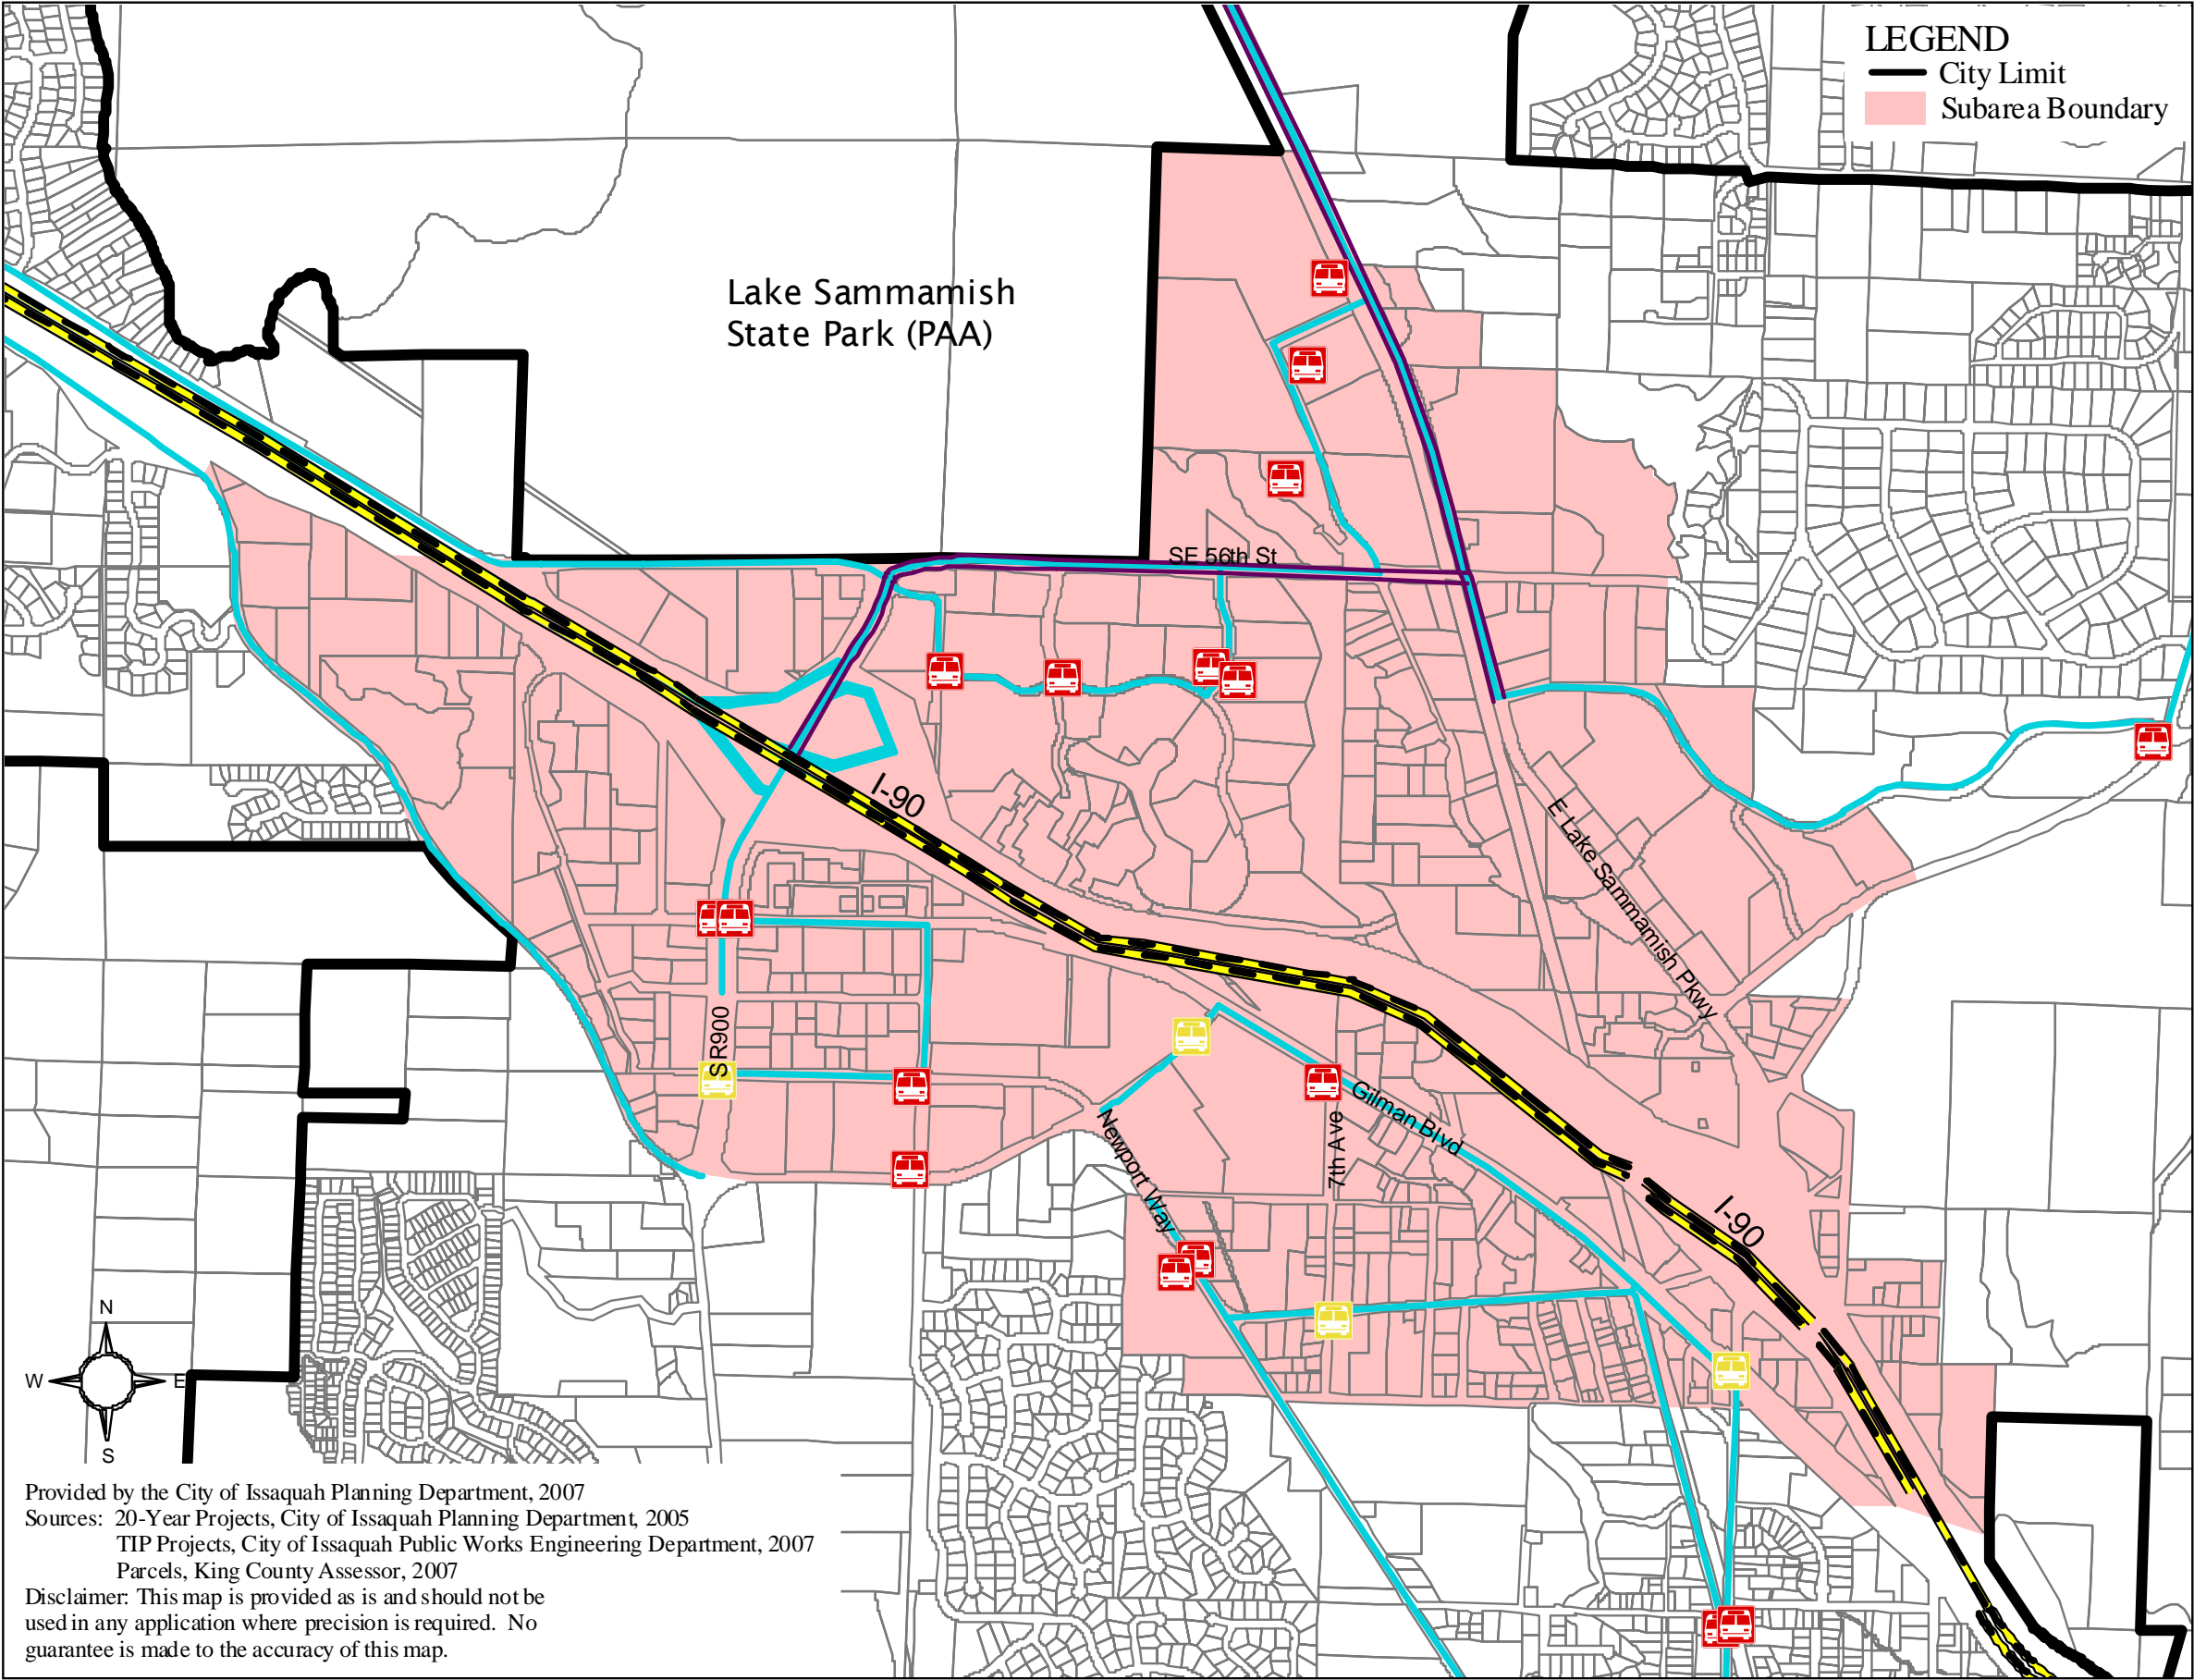 LEGEND
City Limit
Subarea Boundary
Lake Sammamish
State Park (PAA)
SE 56th St
I-90
E Lake Sammamish Pkwy
SR900
Gilman Blvd
Newport Way
7th Ave
I-90
N
W
E
S
Provided by the City of Issaquah Planning Department, 2007
Sources: 20-Year Projects, City of Issaquah Planning Department, 2005
TIP Projects, City of Issaquah Public Works Engineering Department, 2007
Parcels, King County Assessor, 2007
Disclaimer: This map is provided as is and should not be
used in any application where precision is required. No
guarantee is made to the accuracy of this map.